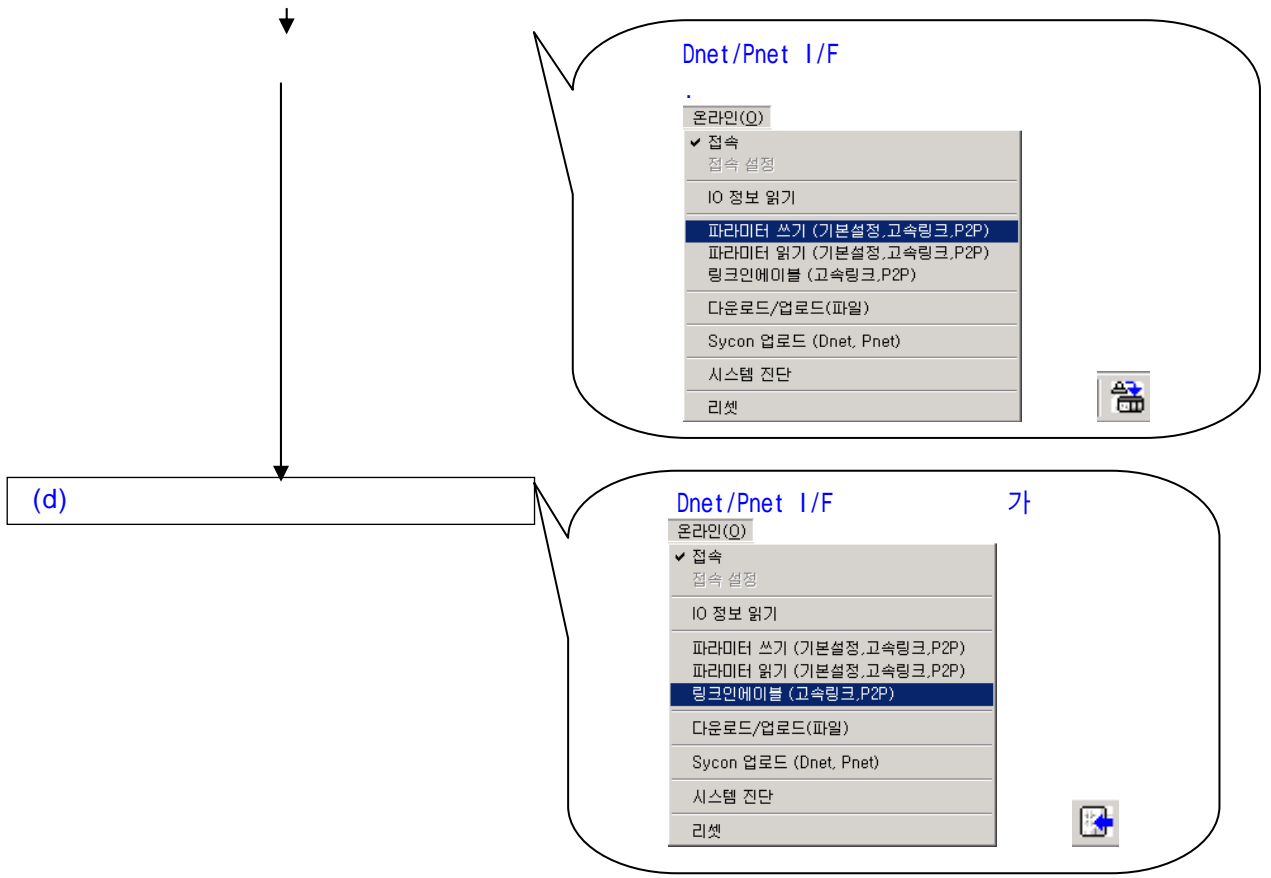 Dnet/Pnet I/F
.
온라인(O)
접속
접속 설정
IO 정보 읽기
파라미터 쓰기 (기본설정,고속링크,P2P)
파라미터 읽기 (기본설정,고속링크,P2P)
링크인에이블 (고속링크,P2P)
다운로드/업로드(파일)
Sycon 업로드 (Dnet, Pnet)
시스템 진단
리셋
(d)
Dnet/Pnet I/F 가
온라인(O)
접속
접속 설정
IO 정보 읽기
파라미터 쓰기 (기본설정,고속링크,P2P)
파라미터 읽기 (기본설정,고속링크,P2P)
링크인에이블 (고속링크,P2P)
다운로드/업로드(파일)
Sycon 업로드 (Dnet, Pnet)
시스템 진단
리셋